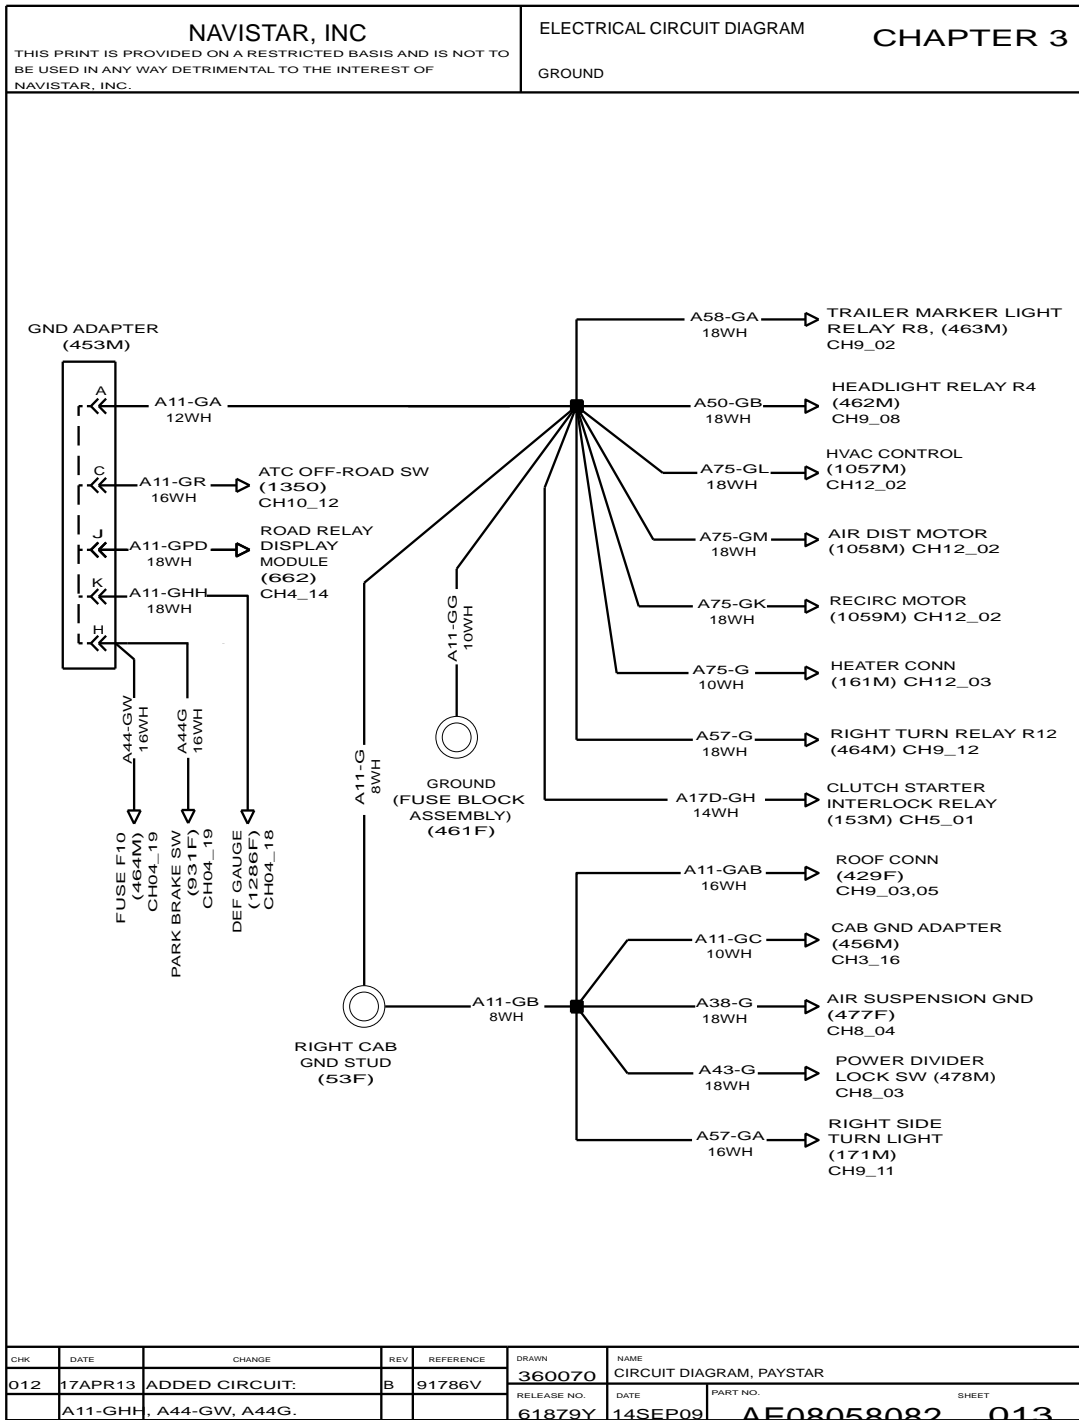 NAVISTAR, INC
THIS PRINT IS PROVIDED ON A RESTRICTED BASIS AND IS NOT TO
BE USED IN ANY WAY DETRIMENTAL TO THE INTEREST OF
NAVISTAR, INC.
ELECTRICAL CIRCUIT DIAGRAM
GROUND
CHAPTER 3
GND ADAPTER
(453M)
A
A11-GA
12WH
C
A11-GR
16WH
ATC OFF-ROAD SW
(1350)
CH10_12
J
A11-GPD
18WH
ROAD RELAY
DISPLAY
MODULE
(662)
CH4_14
K
A11-GHH
18WH
H
A44-GW
16WH
A44G
16WH
FUSE F10
(464M)
CH04_19
PARK BRAKE SW
(931F)
CH04_19
DEF GAUGE
(1286F)
CH04_18
A11-G
8WH
A11-GG
10WH
GROUND
(FUSE BLOCK
ASSEMBLY)
(461F)
RIGHT CAB
GND STUD
(53F)
A11-GB
8WH
A58-GA
18WH
TRAILER MARKER LIGHT
RELAY R8, (463M)
CH9_02
A50-GB
18WH
HEADLIGHT RELAY R4
(462M)
CH9_08
A75-GL
18WH
HVAC CONTROL
(1057M)
CH12_02
A75-GM
18WH
AIR DIST MOTOR
(1058M) CH12_02
A75-GK
18WH
RECIRC MOTOR
(1059M) CH12_02
A75-G
10WH
HEATER CONN
(161M) CH12_03
A57-G
18WH
RIGHT TURN RELAY R12
(464M) CH9_12
A17D-GH
14WH
CLUTCH STARTER
INTERLOCK RELAY
(153M) CH5_01
A11-GAB
16WH
ROOF CONN
(429F)
CH9_03,05
A11-GC
10WH
CAB GND ADAPTER
(456M)
CH3_16
A38-G
18WH
AIR SUSPENSION GND
(477F)
CH8_04
A43-G
18WH
POWER DIVIDER
LOCK SW (478M)
CH8_03
A57-GA
16WH
RIGHT SIDE
TURN LIGHT
(171M)
CH9_11
CHK DATE CHANGE REV REFERENCE
012 17APR13 ADDED CIRCUIT: B 91786V
A11-GHH, A44-GW, A44G.
DRAWN
360070
NAME
CIRCUIT DIAGRAM, PAYSTAR
RELEASE NO.
61879Y
DATE
14SEP09
PART NO.
AE08058082
SHEET
013